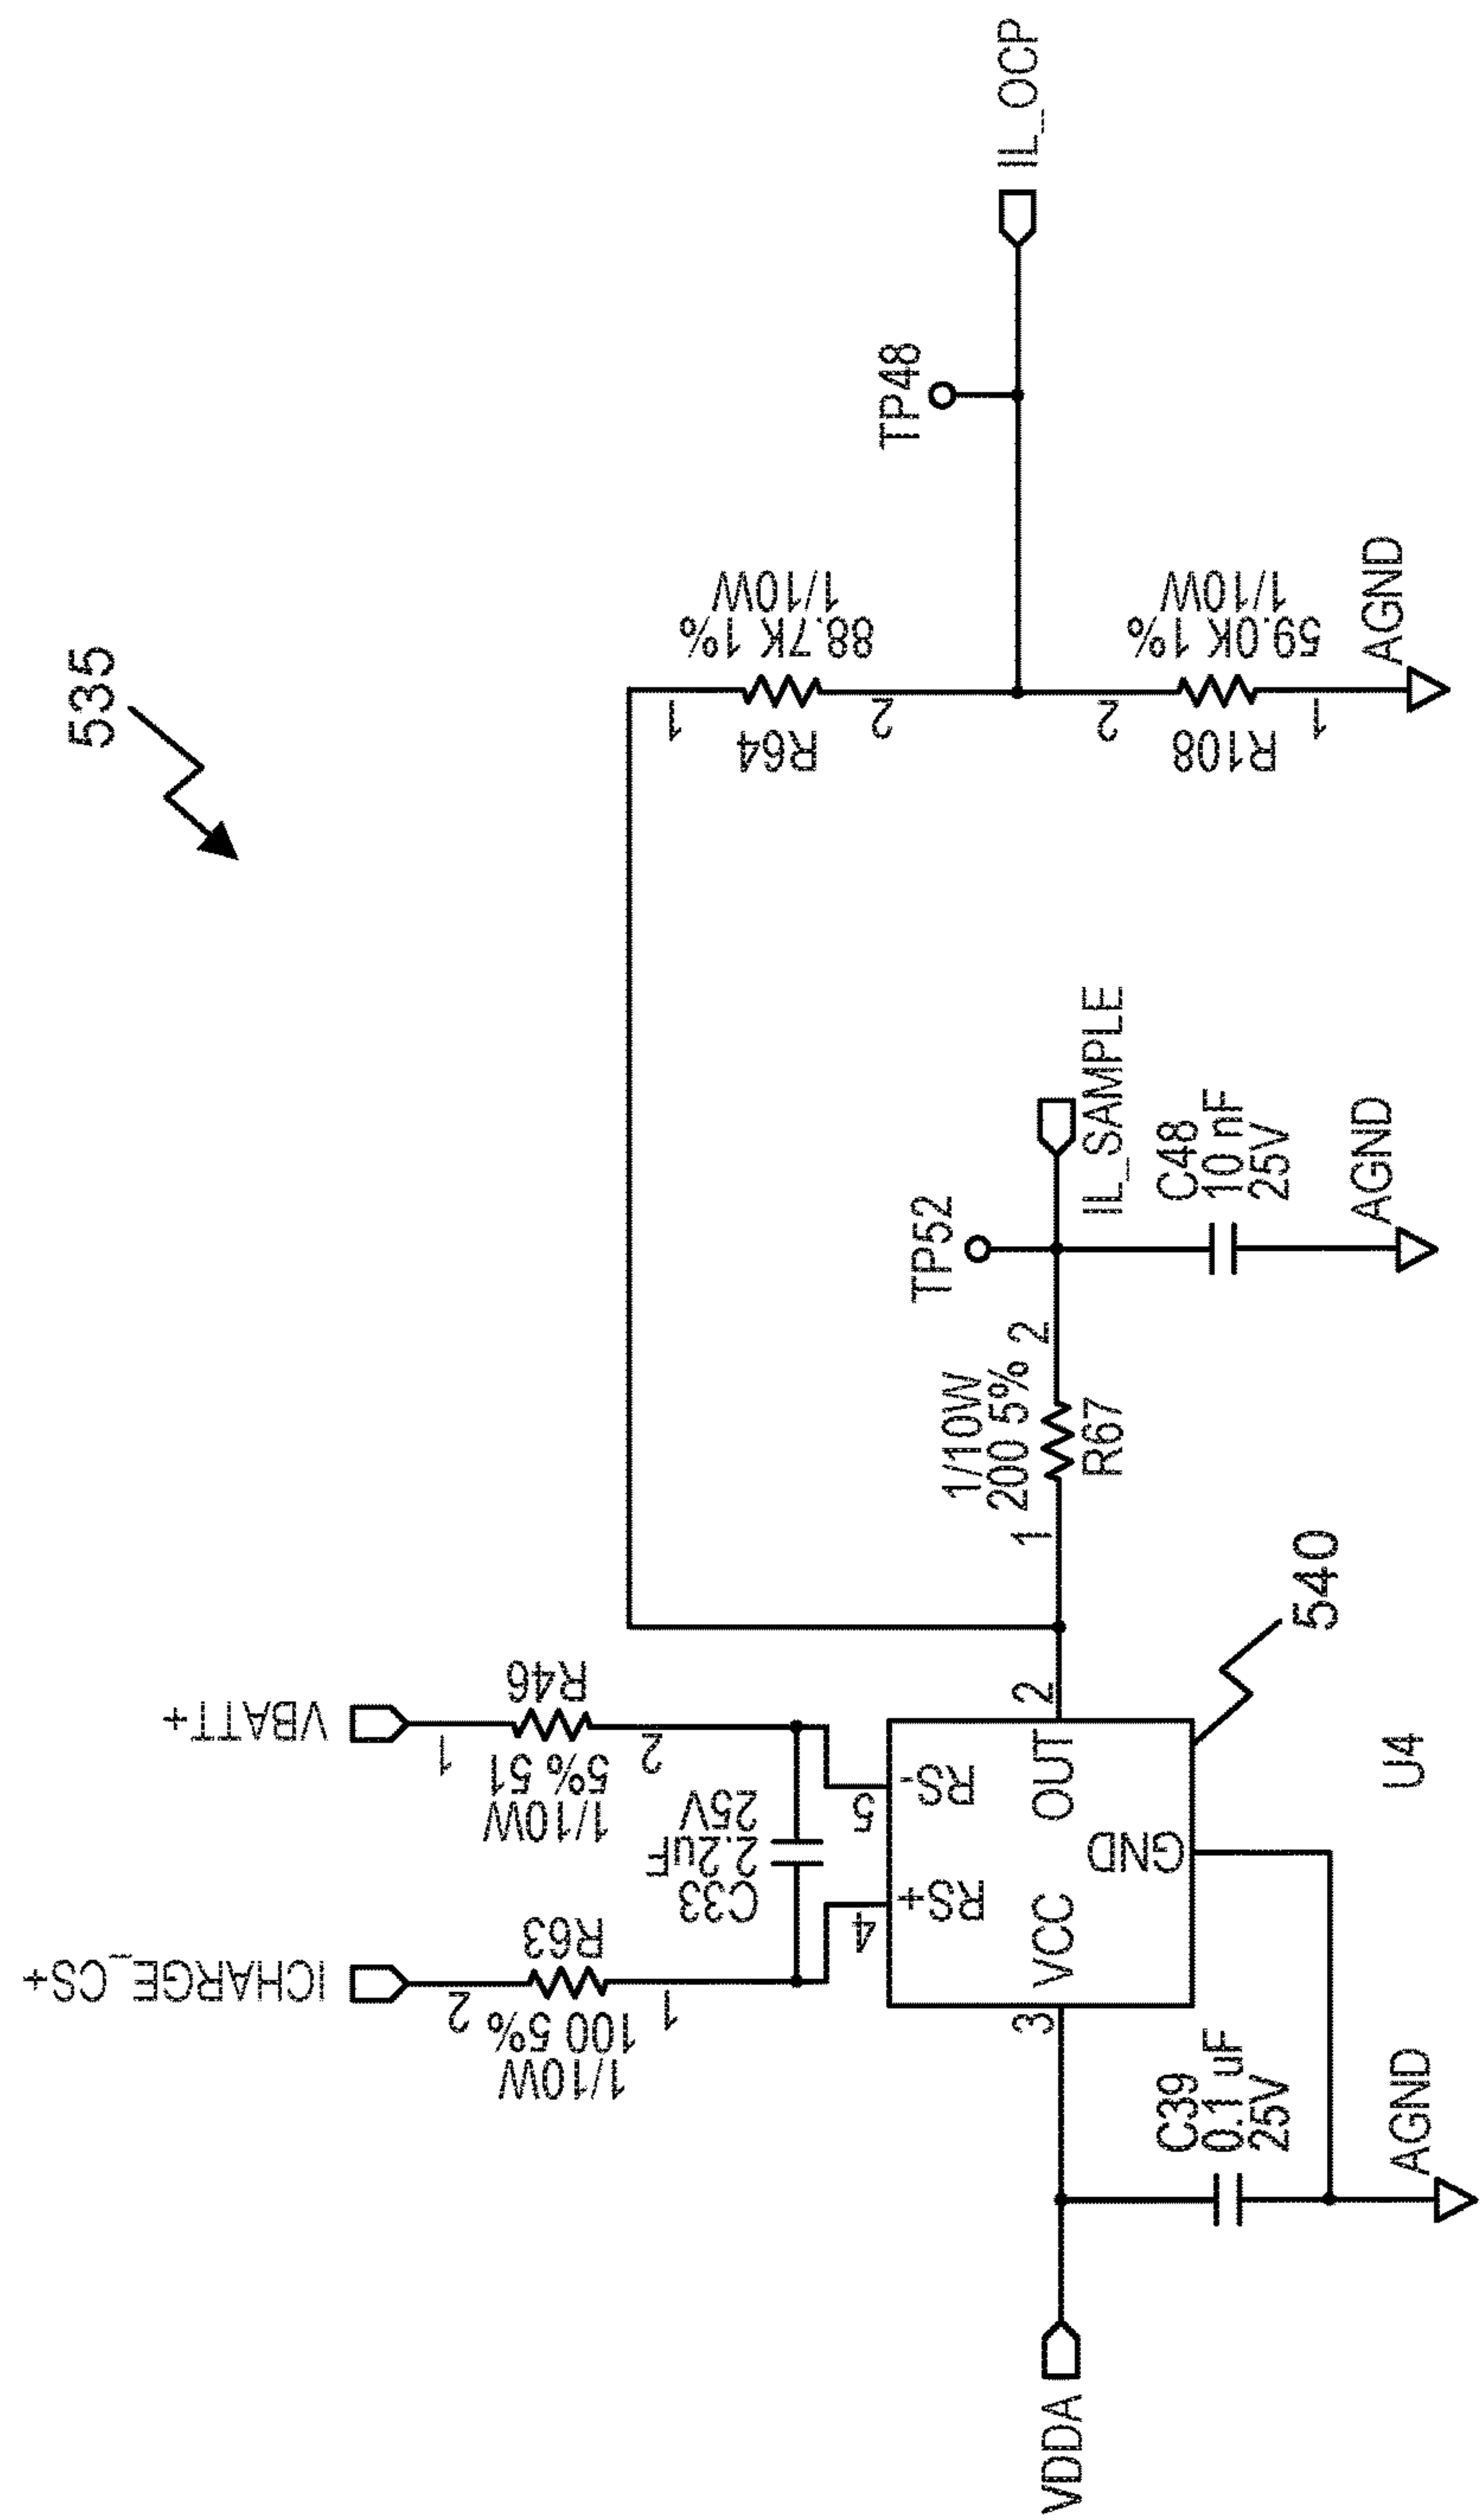 535
ICHARGE_CS+
2
R63
100 5%
1/10W
1
VBATT+
1
R46
5% 51
1/10W
2
C33
2.2uF
25V
4
5
RS+
RS-
VCC
OUT
GND
3
2
U4
540
VDDA
C39
0.1 uF
25V
AGND
1
1/10W
200 5%
2
R67
TP52
IL_SAMPLE
C48
10 nF
25V
AGND
1
R64
88.7K 1%
1/10W
2
TP48
IL_OCP
2
R108
59.0K 1%
1/10W
1
AGND